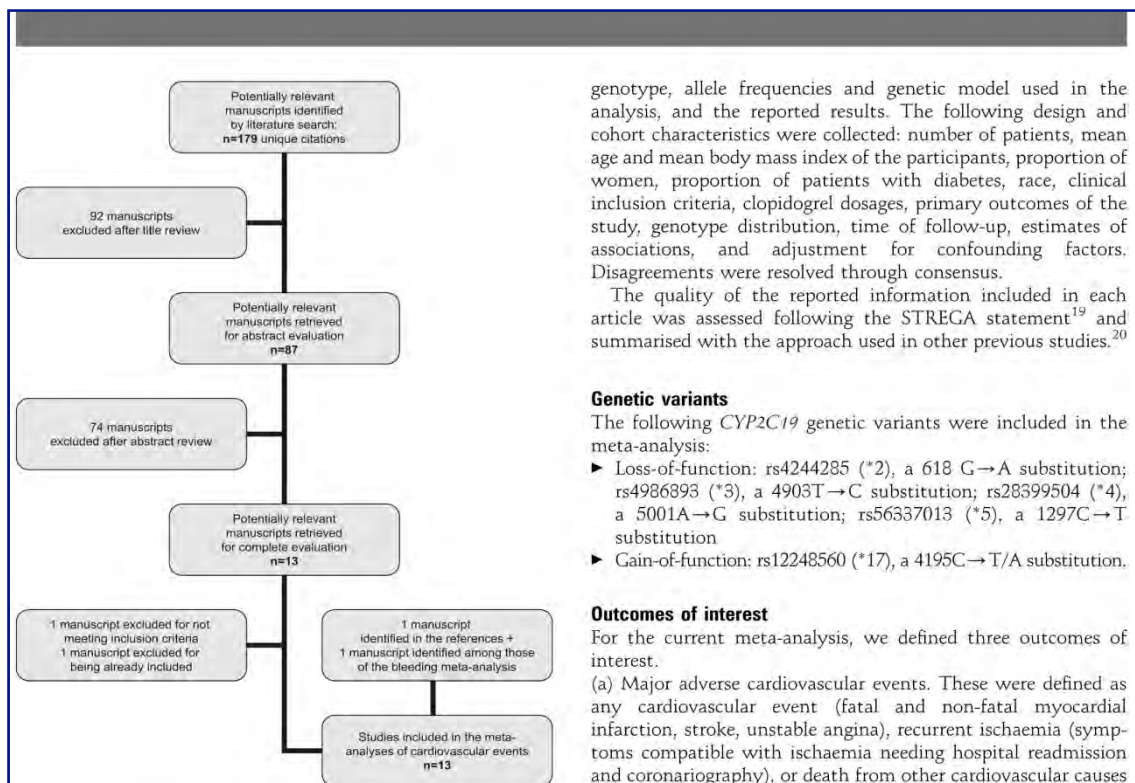 Potentially relevant
manuscripts identified
by literature search:
n=179 unique citations
92 manuscripts
excluded after title review
Potentially relevant
manuscripts retrieved
for abstract evaluation
n=87
74 manuscripts
excluded after abstract review
Potentially relevant
manuscripts retrieved
for complete evaluation
n=13
1 manuscript excluded for not
meeting inclusion criteria
1 manuscript excluded for
being already included
1 manuscript
identified in the references +
1 manuscript identified among those
of the bleeding meta-analysis
Studies included in the meta-
analyses of cardiovascular events
n=13
genotype, allele frequencies and genetic model used in the
analysis, and the reported results. The following design and
cohort characteristics were collected: number of patients, mean
age and mean body mass index of the participants, proportion of
women, proportion of patients with diabetes, race, clinical
inclusion criteria, clopidogrel dosages, primary outcomes of the
study, genotype distribution, time of follow-up, estimates of
associations, and adjustment for confounding factors.
Disagreements were resolved through consensus.
The quality of the reported information included in each
article was assessed following the STREGA statement19 and
summarised with the approach used in other previous studies.20
Genetic variants
The following CYP2C19 genetic variants were included in the
meta-analysis:
► Loss-of-function: rs4244285 (*2), a 618 G→A substitution;
rs4986893 (*3), a 4903T→C substitution; rs28399504 (*4),
a 5001A→G substitution; rs56337013 (*5), a 1297C→T
substitution
► Gain-of-function: rs12248560 (*17), a 4195C→T/A substitution.
Outcomes of interest
For the current meta-analysis, we defined three outcomes of
interest.
(a) Major adverse cardiovascular events. These were defined as
any cardiovascular event (fatal and non-fatal myocardial
infarction, stroke, unstable angina), recurrent ischaemia (symp-
toms compatible with ischaemia needing hospital readmission
and coronariography), or death from other cardiovascular causes